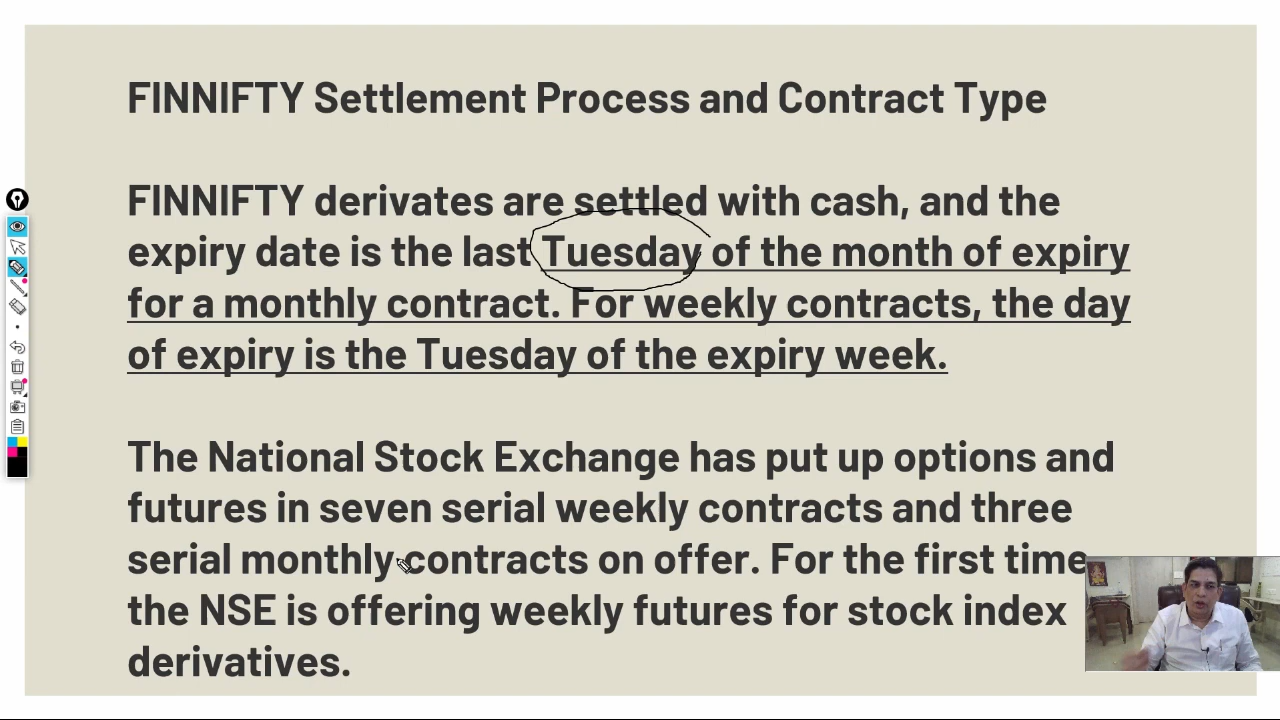 FINNIFTY Settlement Process and Contract Type
FINNIFTY derivates are settled with cash, and the
expiry date is the last Tuesday of the month of expiry
for a monthly contract. For weekly contracts, the day
of expiry is the Tuesday of the expiry week.
The National Stock Exchange has put up options and
futures in seven serial weekly contracts and three
serial monthly contracts on offer. For the first time
the NSE is offering weekly futures for stock index
derivatives.